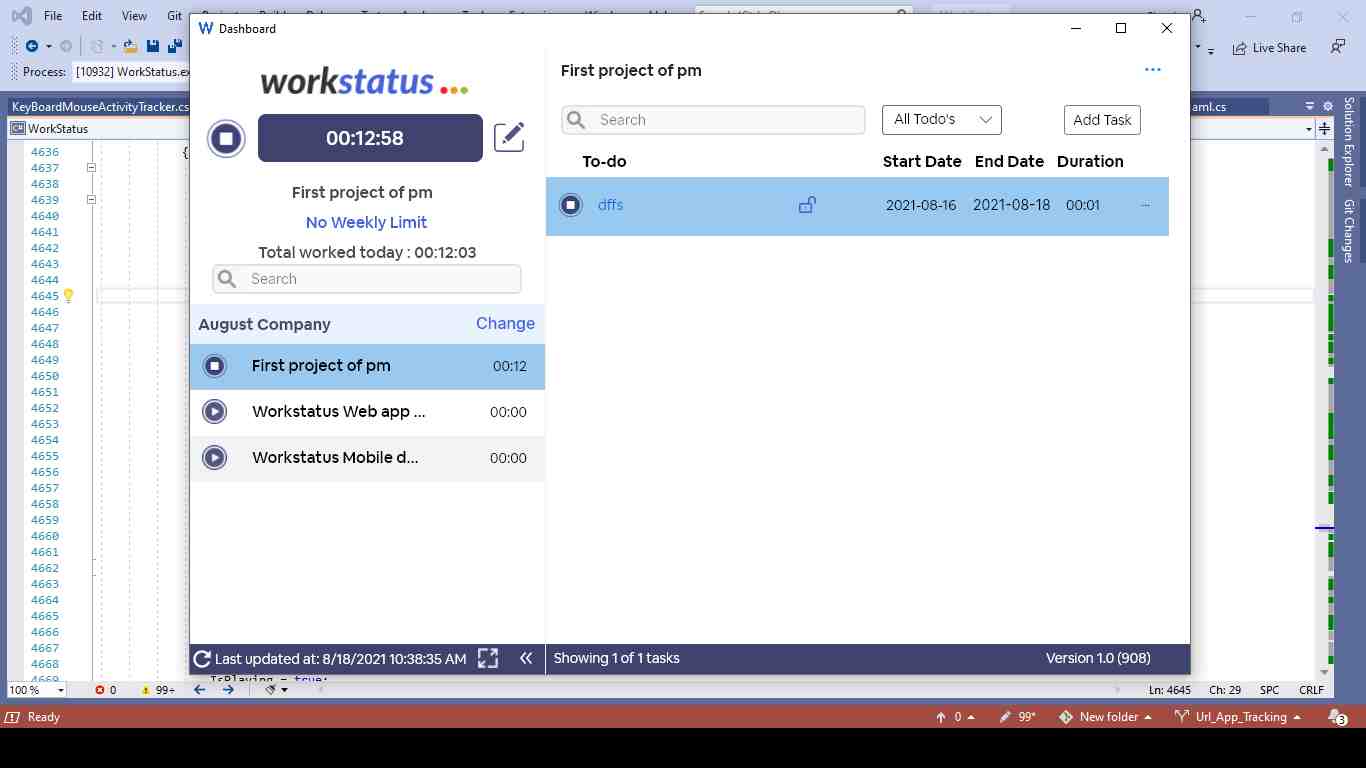 File Edit View Git
Dashboard
Process: [10932] WorkStatus.ex
Live Share
KeyBoardMouseActivityTracker.cs
aml.cs
WorkStatus
Solution Explorer
Git Changes
workstatus
00:12:58
First project of pm
No Weekly Limit
Total worked today : 00:12:03
Search
August Company Change
First project of pm 00:12
Workstatus Web app ... 00:00
Workstatus Mobile d... 00:00
Last updated at: 8/18/2021 10:38:35 AM
First project of pm
...
Search
All Todo's
Add Task
To-do Start Date End Date Duration
dffs 2021-08-16 2021-08-18 00:01 ...
Showing 1 of 1 tasks
Version 1.0 (908)
4636 {
4637
4638
4639
4640
4641
4642
4643
4644
4645
4646
4647
4648
4649
4650
4651
4652
4653
4654
4655
4656
4657
4658
4659
4660
4661
4662
4663
4664
4665
4666
4667
4668
4669
IsPlaying = true;
100 % 0 99+ Ln: 4645 Ch: 29 SPC CRLF
Ready 0 99* New folder Url_App_Tracking 3